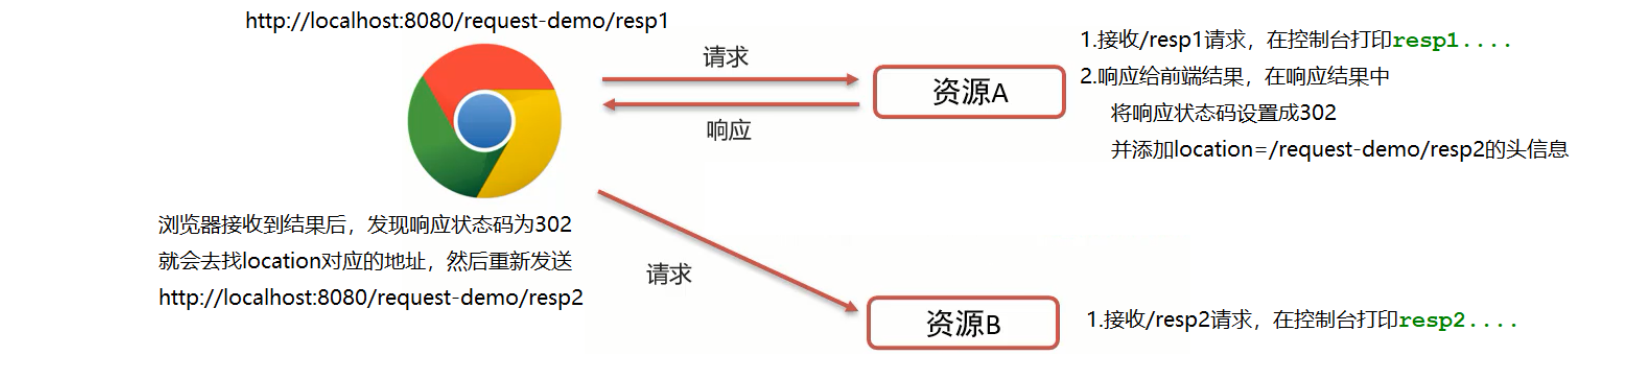 http://localhost:8080/request-demo/resp1
请求
响应
资源A
1.接收/resp1请求，在控制台打印resp1....
2.响应给前端结果，在响应结果中
将响应状态码设置成302
并添加location=/request-demo/resp2的头信息
浏览器接收到结果后，发现响应状态码为302
就会去找location对应的地址，然后重新发送
http://localhost:8080/request-demo/resp2
请求
资源B
1.接收/resp2请求，在控制台打印resp2....